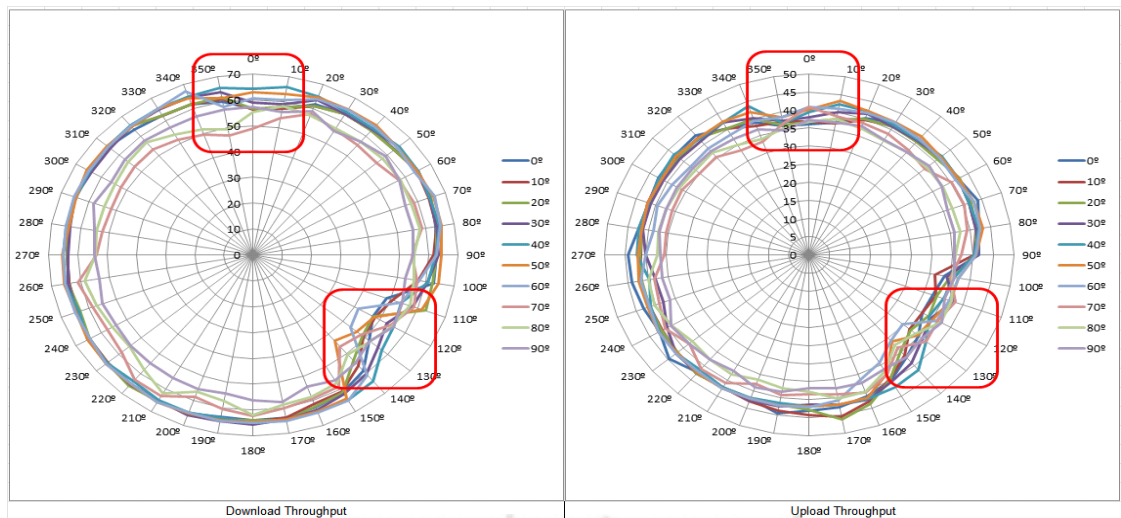 0º
10º
20º
30º
40º
50º
60º
70º
80º
90º
100º
110º
120º
130º
140º
150º
160º
170º
180º
190º
200º
210º
220º
230º
240º
250º
260º
270º
280º
290º
300º
310º
320º
330º
340º
350º
70
60
50
40
30
20
10
0
0º
10º
20º
30º
40º
50º
60º
70º
80º
90º
Download Throughput
0º
10º
20º
30º
40º
50º
60º
70º
80º
90º
100º
110º
120º
130º
140º
150º
160º
170º
180º
190º
200º
210º
220º
230º
240º
250º
260º
270º
280º
290º
300º
310º
320º
330º
340º
350º
50
45
40
35
30
25
20
15
10
5
0
0º
10º
20º
30º
40º
50º
60º
70º
80º
90º
Upload Throughput